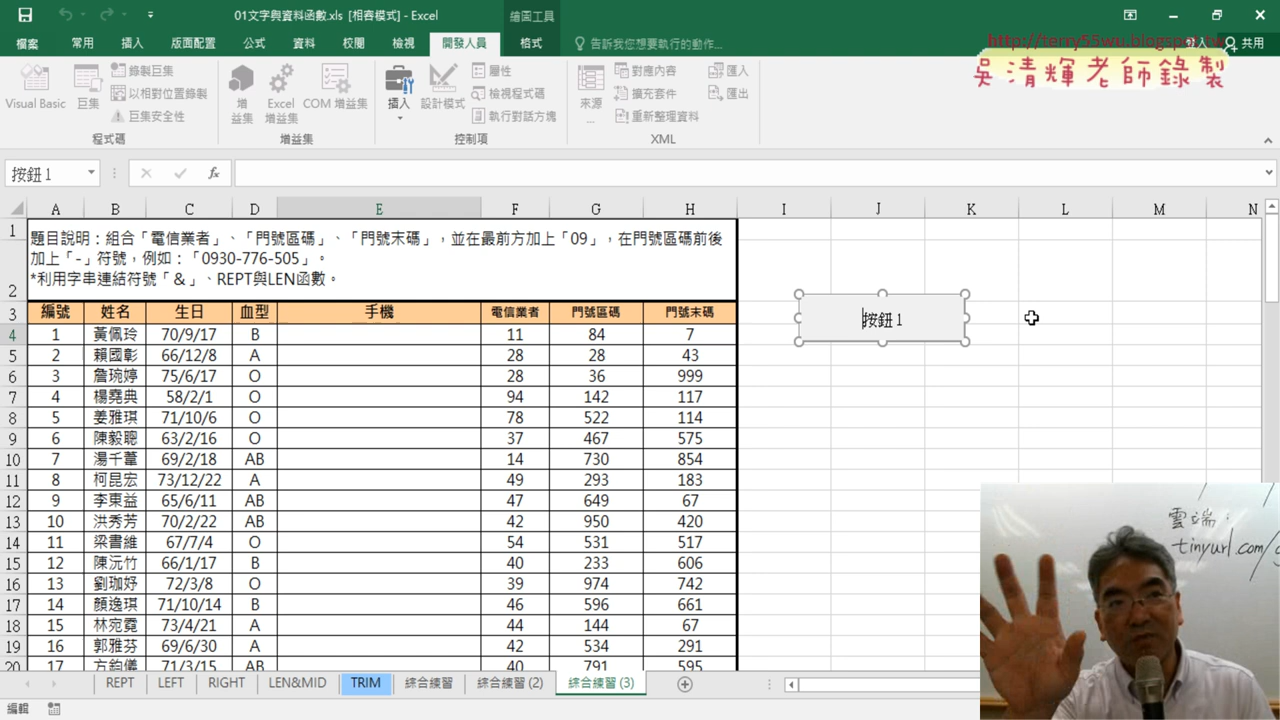 01文字與資料函數.xls [相容模式] - Excel
繪圖工具
檔案 常用 插入 版面配置 公式 資料 校閱 檢視 開發人員 格式 告訴我您想要執行的動作... 共用
http://terry55wu.blogspot.tw
吳清輝老師錄製
Visual Basic 巨集 錄製巨集 以相對位置錄製 巨集安全性
增益集 Excel 增益集 COM 增益集
插入 設計模式 屬性 檢視程式碼 執行對話方塊
來源... 對應內容 擴充套件 重新整理資料 匯入 匯出
程式碼 增益集 控制項 XML
按鈕 1 fx
A B C D E F G H I J K L M N
1 題目說明：組合「電信業者」、「門號區碼」、「門號末碼」，並在最前方加上「09」，在門號區碼前後
加上「-」符號，例如：「0930-776-505」。
2 *利用字串連結符號「&」、REPT與LEN函數。
3 編號 姓名 生日 血型 手機 電信業者 門號區碼 門號末碼
按鈕 1
4 1 黃佩玲 70/9/17 B 11 84 7
5 2 賴國彰 66/12/8 A 28 28 43
6 3 詹琬婷 75/6/17 O 28 36 999
7 4 楊堯典 58/2/1 O 94 142 117
8 5 姜雅琪 71/10/6 O 78 522 114
9 6 陳毅聰 63/2/16 O 37 467 575
10 7 湯千葦 69/2/18 AB 14 730 854
11 8 柯昆宏 73/12/22 A 49 293 183
12 9 李東益 65/6/11 AB 47 649 67
13 10 洪秀芳 70/2/22 AB 42 950 420
14 11 梁書維 67/7/4 O 54 531 517
15 12 陳沅竹 66/1/17 B 40 233 606
16 13 劉珈妤 72/3/8 O 39 974 742
17 14 顏逸琪 71/10/14 B 46 596 661
18 15 林宛霓 73/4/21 A 44 144 67
19 16 郭雅芬 69/6/30 A 42 534 291
20 17 方鈞儀 71/3/15 AB 40 791 595
雲端:
tinyurl.com/g
REPT LEFT RIGHT LEN&MID TRIM 綜合練習 綜合練習 (2) 綜合練習 (3)
編輯